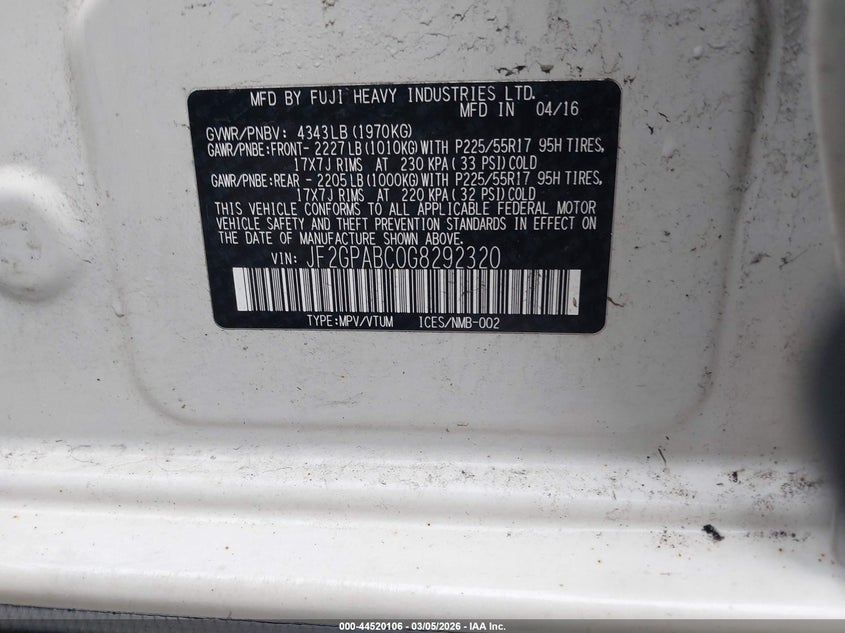 MFD BY FUJI HEAVY INDUSTRIES LTD.
MFD IN 04/16
GVWR/PNBV: 4343LB(1970KG)
GAWR/PNBE:FRONT- 2227LB(1010KG)WITH P225/55R17 95H TIRES,
17X7J RIMS AT 230 KPA( 33 PSI)COLD
GAWR/PNBE:REAR - 2205LB(1000KG)WITH P225/55R17 95H TIRES,
17X7J RIMS AT 220 KPA( 32 PSI)COLD
THIS VEHICLE CONFORMS TO ALL APPLICABLE FEDERAL MOTOR
VEHICLE SAFETY AND THEFT PREVENTION STANDARDS IN EFFECT ON
THE DATE OF MANUFACTURE SHOWN ABOVE.
VIN: JF2GPABC0G8292320
TYPE:MPV/VTUM ICES/NMB-002
000-44520106 - 03/05/2026 - IAA Inc.